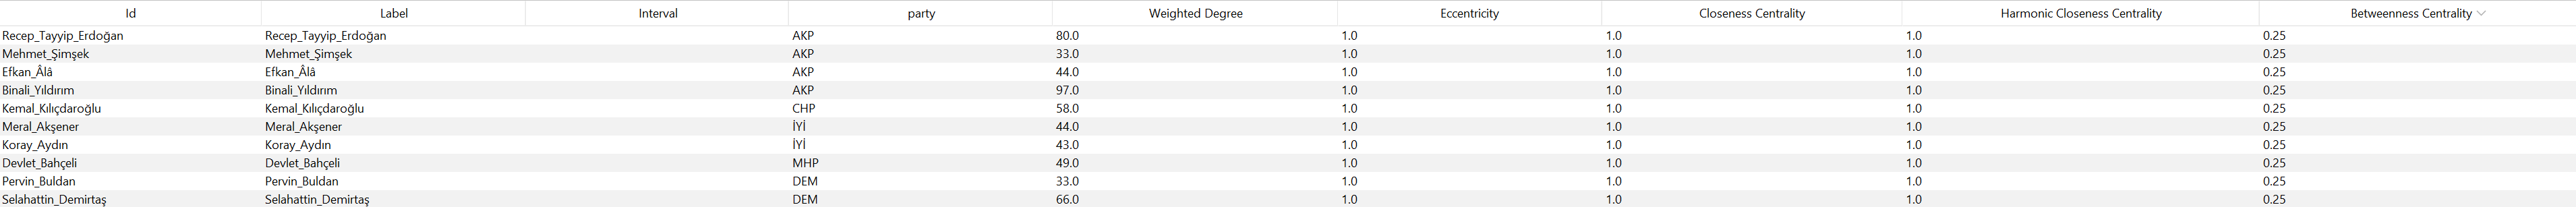 Id Label Interval party Weighted Degree Eccentricity Closeness Centrality Harmonic Closeness Centrality Betweenness Centrality
Recep_Tayyip_Erdoğan Recep_Tayyip_Erdoğan AKP 80.0 1.0 1.0 1.0 0.25
Mehmet_Şimşek Mehmet_Şimşek AKP 33.0 1.0 1.0 1.0 0.25
Efkan_Âlâ Efkan_Âlâ AKP 44.0 1.0 1.0 1.0 0.25
Binali_Yıldırım Binali_Yıldırım AKP 97.0 1.0 1.0 1.0 0.25
Kemal_Kılıçdaroğlu Kemal_Kılıçdaroğlu CHP 58.0 1.0 1.0 1.0 0.25
Meral_Akşener Meral_Akşener İYİ 44.0 1.0 1.0 1.0 0.25
Koray_Aydın Koray_Aydın İYİ 43.0 1.0 1.0 1.0 0.25
Devlet_Bahçeli Devlet_Bahçeli MHP 49.0 1.0 1.0 1.0 0.25
Pervin_Buldan Pervin_Buldan DEM 33.0 1.0 1.0 1.0 0.25
Selahattin_Demirtaş Selahattin_Demirtaş DEM 66.0 1.0 1.0 1.0 0.25